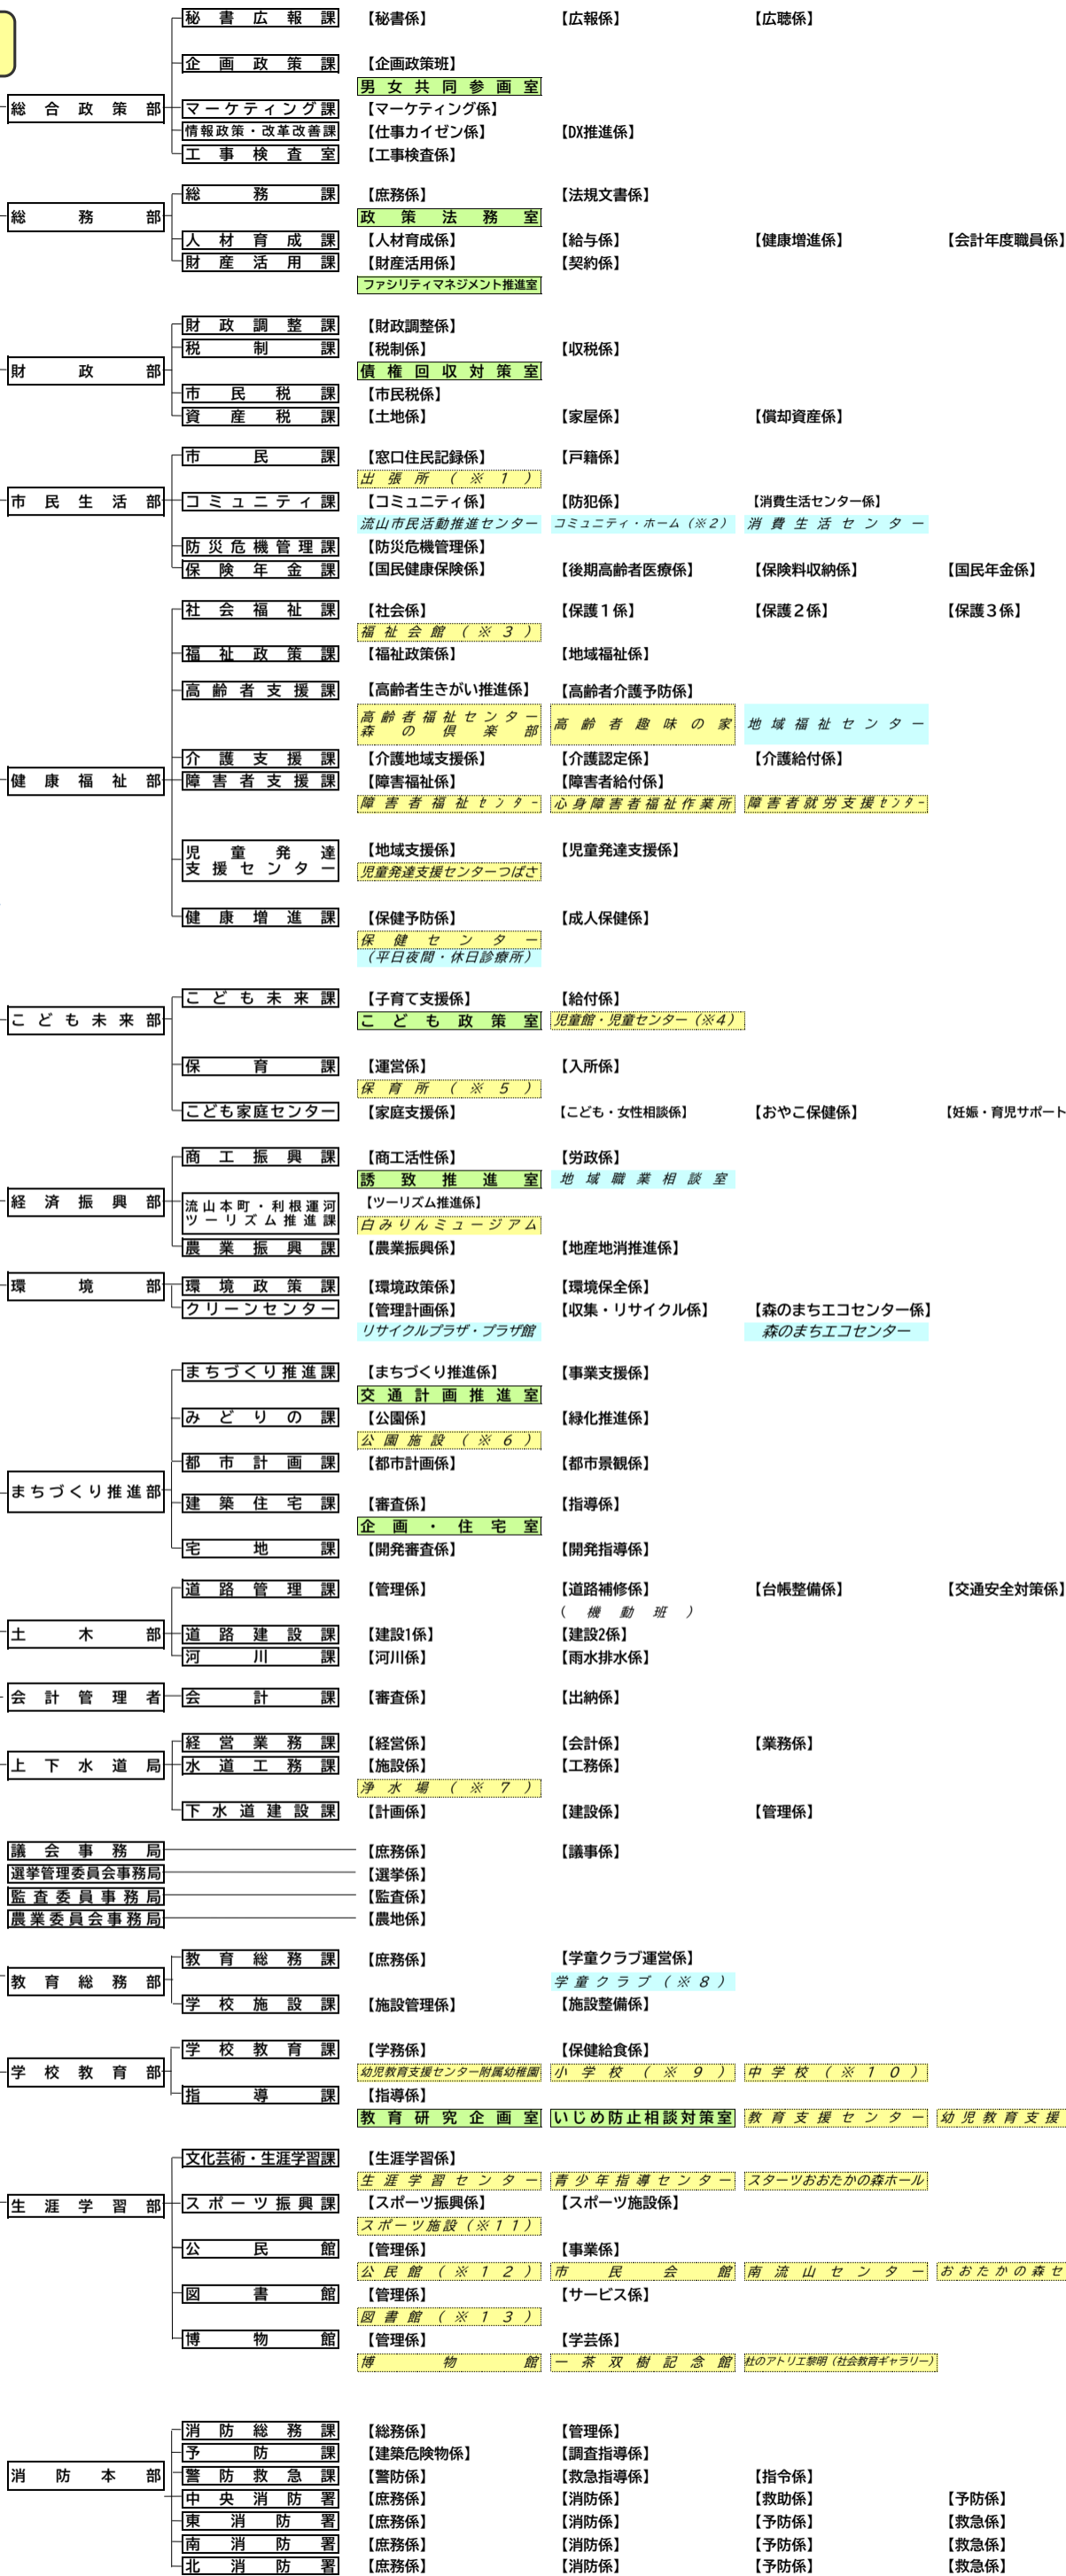 秘書広報課 【秘書係】 【広報係】 【広聴係】
企画政策課 【企画政策班】
男女共同参画室
総合政策部 マーケティング課 【マーケティング係】
情報政策・改革改善課 【仕事カイゼン係】 【DX推進係】
工事検査室 【工事検査係】
総務課 【庶務係】 【法規文書係】
総務部 政策法務室
人材育成課 【人材育成係】 【給与係】 【健康増進係】 【会計年度職員係】
財産活用課 【財産活用係】 【契約係】
ファシリティマネジメント推進室
財政調整課 【財政調整係】
税制課 【税制係】 【収税係】
財政部 債権回収対策室
市民税課 【市民税係】
資産税課 【土地係】 【家屋係】 【償却資産係】
市民課 【窓口住民記録係】 【戸籍係】
出張所(※1)
市民生活部 コミュニティ課 【コミュニティ係】 【防犯係】 【消費生活センター係】
流山市民活動推進センター コミュニティ・ホーム(※2) 消費生活センター
防災危機管理課 【防災危機管理係】
保険年金課 【国民健康保険係】 【後期高齢者医療係】 【保険料収納係】 【国民年金係】
社会福祉課 【社会係】 【保護1係】 【保護2係】 【保護3係】
福祉会館(※3)
福祉政策課 【福祉政策係】 【地域福祉係】
高齢者支援課 【高齢者生きがい推進係】 【高齢者介護予防係】
高齢者福祉センター
森の倶楽部 高齢者趣味の家 地域福祉センター
介護支援課 【介護地域支援係】 【介護認定係】 【介護給付係】
健康福祉部 障害者支援課 【障害福祉係】 【障害者給付係】
障害者福祉センター 心身障害者福祉作業所 障害者就労支援センター
児童発達
支援センター 【地域支援係】 【児童発達支援係】
児童発達支援センターつばさ
健康増進課 【保健予防係】 【成人保健係】
保健センター
(平日夜間・休日診療所)
こども未来課 【子育て支援係】 【給付係】
こども未来部 こども政策室 児童館・児童センター(※4)
保育課 【運営係】 【入所係】
保育所(※5)
こども家庭センター 【家庭支援係】 【こども・女性相談係】 【おやこ保健係】 【妊娠・育児サポート
商工振興課 【商工活性係】 【労政係】
誘致推進室 地域職業相談室
経済振興部 流山本町・利根運河
ツーリズム推進課 【ツーリズム推進係】
白みりんミュージアム
農業振興課 【農業振興係】 【地産地消推進係】
環境部 環境政策課 【環境政策係】 【環境保全係】
クリーンセンター 【管理計画係】 【収集・リサイクル係】 【森のまちエコセンター係】
リサイクルプラザ・プラザ館 森のまちエコセンター
まちづくり推進課 【まちづくり推進係】 【事業支援係】
交通計画推進室
みどりの課 【公園係】 【緑化推進係】
公園施設(※6)
都市計画課 【都市計画係】 【都市景観係】
まちづくり推進部
建築住宅課 【審査係】 【指導係】
企画・住宅室
宅地課 【開発審査係】 【開発指導係】
道路管理課 【管理係】 【道路補修係】 【台帳整備係】 【交通安全対策係】
(機動班)
土木部 道路建設課 【建設1係】 【建設2係】
河川課 【河川係】 【雨水排水係】
会計管理者 会計課 【審査係】 【出納係】
経営業務課 【経営係】 【会計係】 【業務係】
上下水道局 水道工務課 【施設係】 【工務係】
浄水場(※7)
下水道建設課 【計画係】 【建設係】 【管理係】
議会事務局 【庶務係】 【議事係】
選挙管理委員会事務局 【選挙係】
監査委員事務局 【監査係】
農業委員会事務局 【農地係】
教育総務課 【庶務係】 【学童クラブ運営係】
教育総務部 学童クラブ(※8)
学校施設課 【施設管理係】 【施設整備係】
学校教育課 【学務係】 【保健給食係】
学校教育部 幼児教育支援センター附属幼稚園 小学校(※9) 中学校(※10)
指導課 【指導係】
教育研究企画室 いじめ防止相談対策室 教育支援センター 幼児教育支援
文化芸術・生涯学習課 【生涯学習係】
生涯学習センター 青少年指導センター スターツおおたかの森ホール
生涯学習部 スポーツ振興課 【スポーツ振興係】 【スポーツ施設係】
スポーツ施設(※11)
公民館 【管理係】 【事業係】
公民館(※12) 市民会館 南流山センター おおたかの森セ
図書館 【管理係】 【サービス係】
図書館(※13)
博物館 【管理係】 【学芸係】
博物館 一茶双樹記念館 杜のアトリエ黎明(社会教育ギャラリー)
消防総務課 【総務係】 【管理係】
予防課 【建築危険物係】 【調査指導係】
消防本部 警防救急課 【警防係】 【救急指導係】 【指令係】
中央消防署 【庶務係】 【消防係】 【救助係】 【予防係】
東消防署 【庶務係】 【消防係】 【予防係】 【救急係】
南消防署 【庶務係】 【消防係】 【予防係】 【救急係】
北消防署 【庶務係】 【消防係】 【予防係】 【救急係】